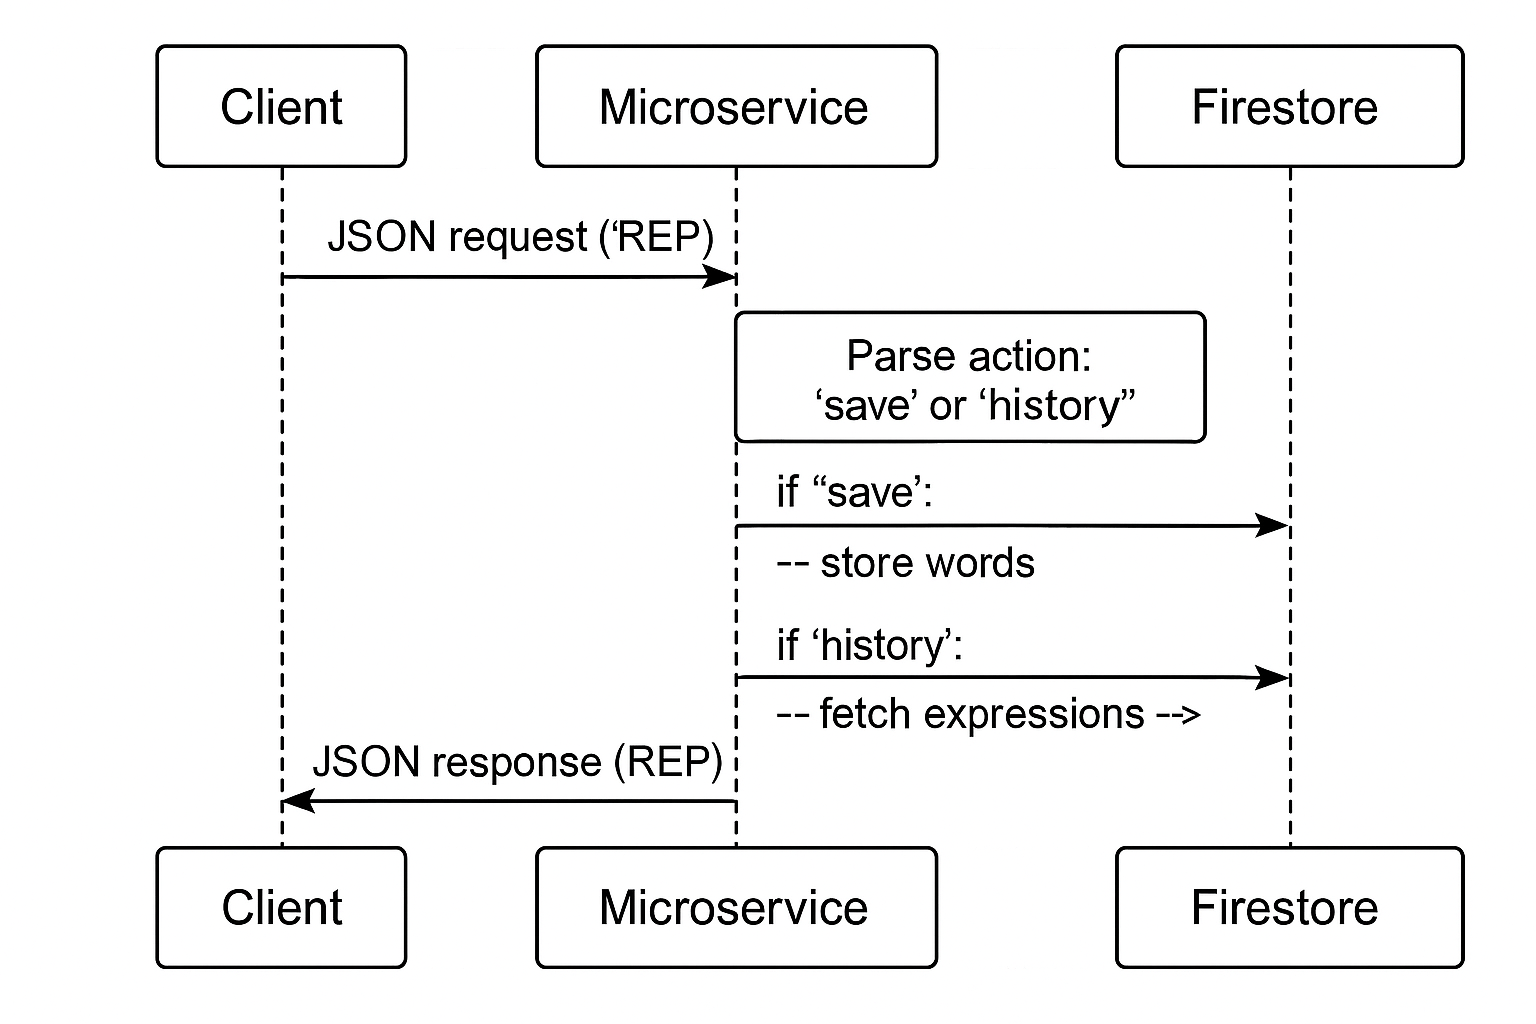 Client
Microservice
Firestore
JSON request (‘REP)
Parse action:
‘save’ or ‘history”
if “save’:
-- store words
if ‘history’:
-- fetch expressions -->
JSON response (REP)
Client
Microservice
Firestore